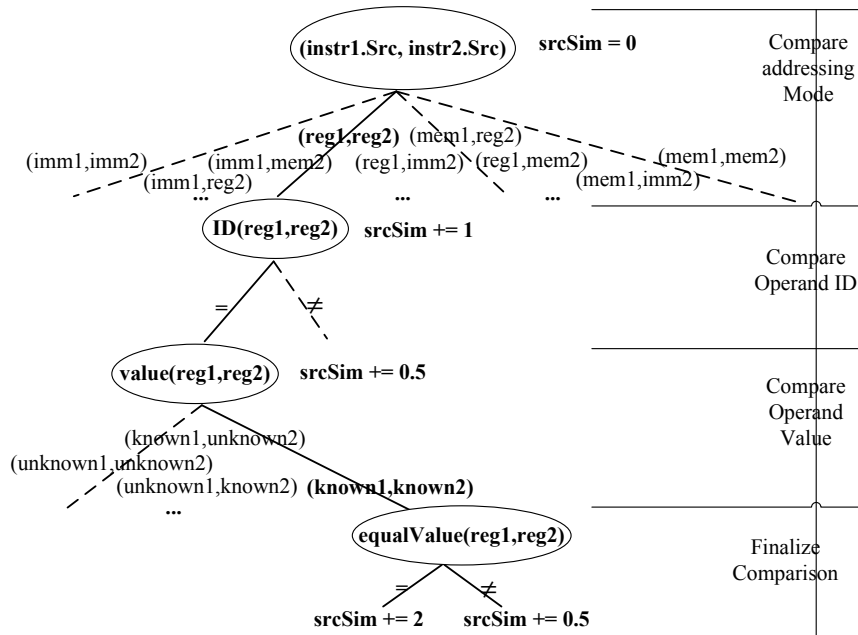 (instr1.Src, instr2.Src)
srcSim = 0
Compare
addressing
Mode
(imm1,imm2)
(imm1,reg2)
(imm1,mem2)
(reg1,reg2)
(reg1,imm2)
(mem1,reg2)
(reg1,mem2)
(mem1,imm2)
(mem1,mem2)
...
...
...
ID(reg1,reg2)
srcSim += 1
Compare
Operand ID
=
≠
value(reg1,reg2)
srcSim += 0.5
Compare
Operand
Value
(known1,unknown2)
(unknown1,unknown2)
(unknown1,known2)
(known1,known2)
...
equalValue(reg1,reg2)
Finalize
Comparison
=
≠
srcSim += 2
srcSim += 0.5